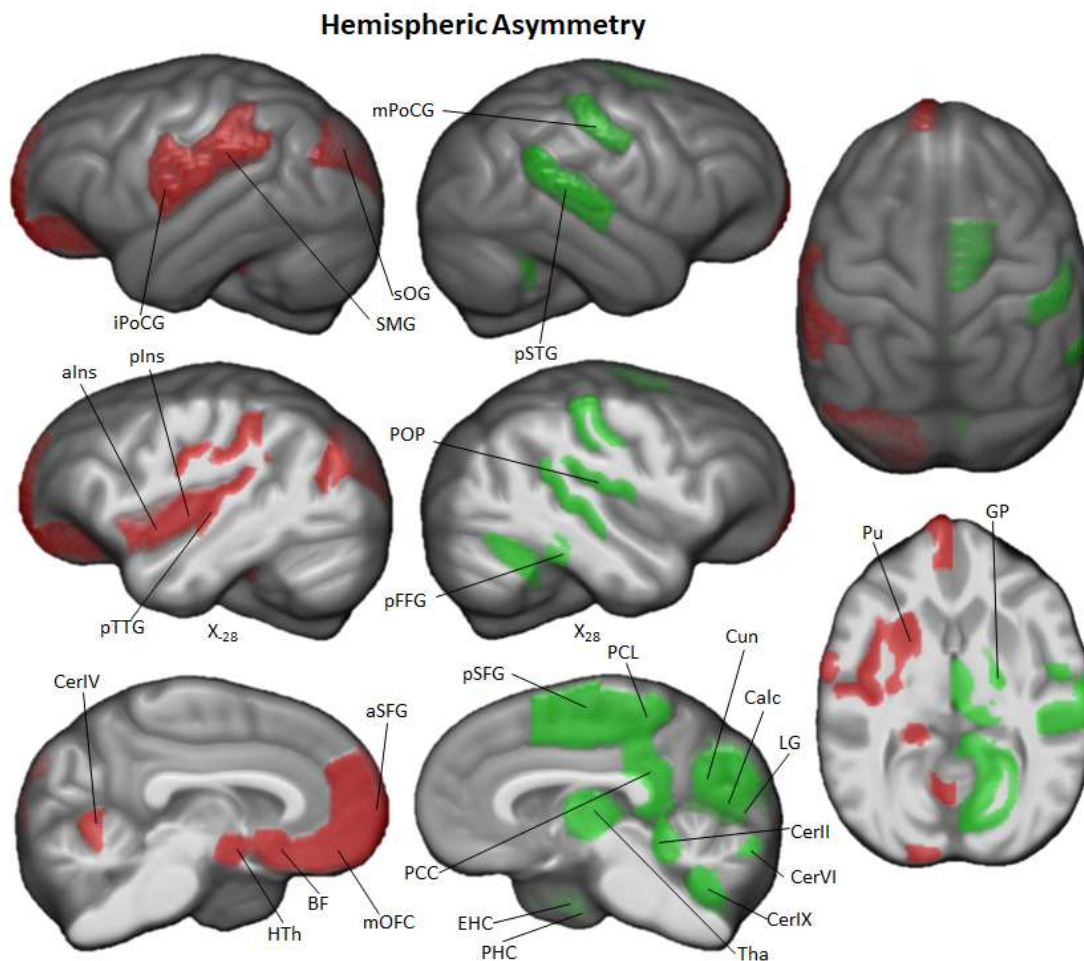 Hemispheric Asymmetry
mPoCG
iPoCG
sOG
SMG
pSTG
pIns
aIns
POP
pTTG
X-28
pFFG
X-28
Pu
GP
CerIV
aSFG
pSFG
PCL
Cun
Calc
LG
PCC
CerII
CerVI
CerIX
HTh
BF
mOFC
EHC
PHC
Tha